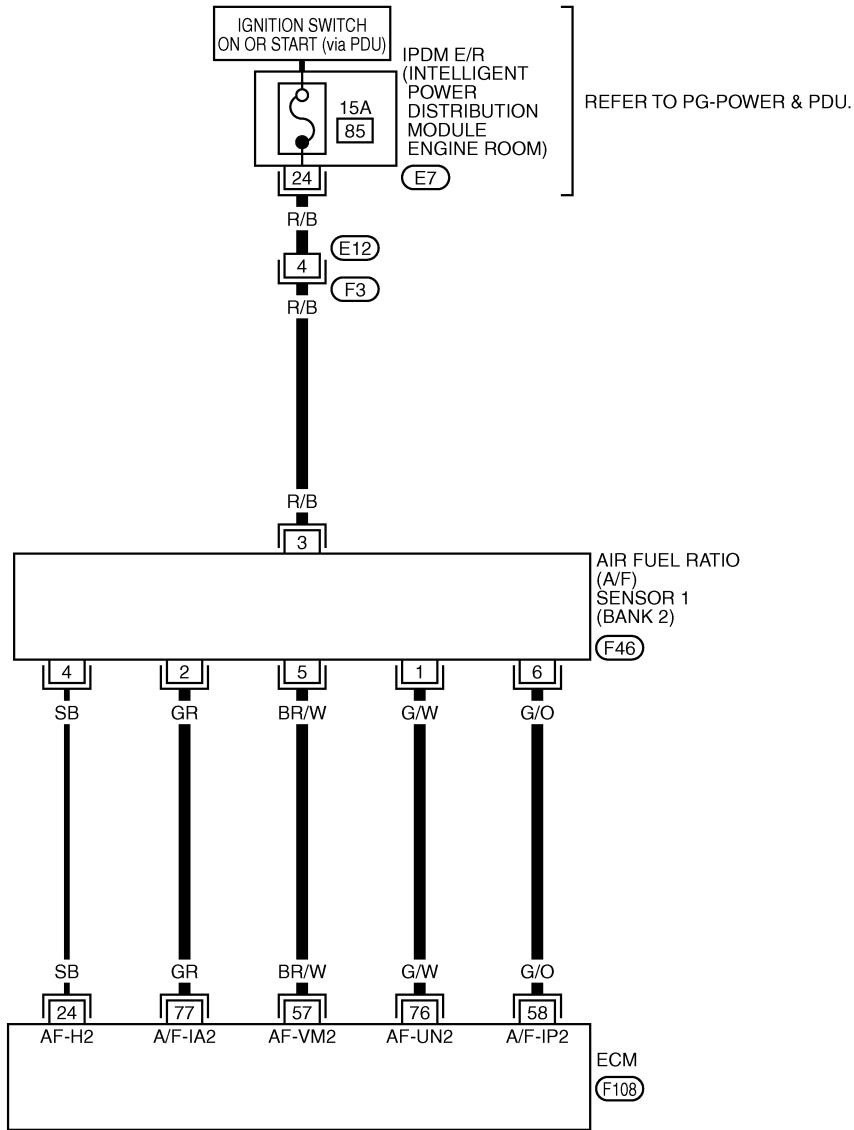 IGNITION SWITCH
ON OR START (via PDU)
IPDM E/R
(INTELLIGENT
POWER
DISTRIBUTION
MODULE
ENGINE ROOM)
REFER TO PG-POWER & PDU.
15A
85
24
E7
R/B
E12
4
F3
R/B
R/B
3
AIR FUEL RATIO
(A/F)
SENSOR 1
(BANK 2)
F46
4 2 5 1 6
SB GR BR/W G/W G/O
SB GR BR/W G/W G/O
24 77 57 76 58
AF-H2 A/F-IA2 AF-VM2 AF-UN2 A/F-IP2
ECM
F108